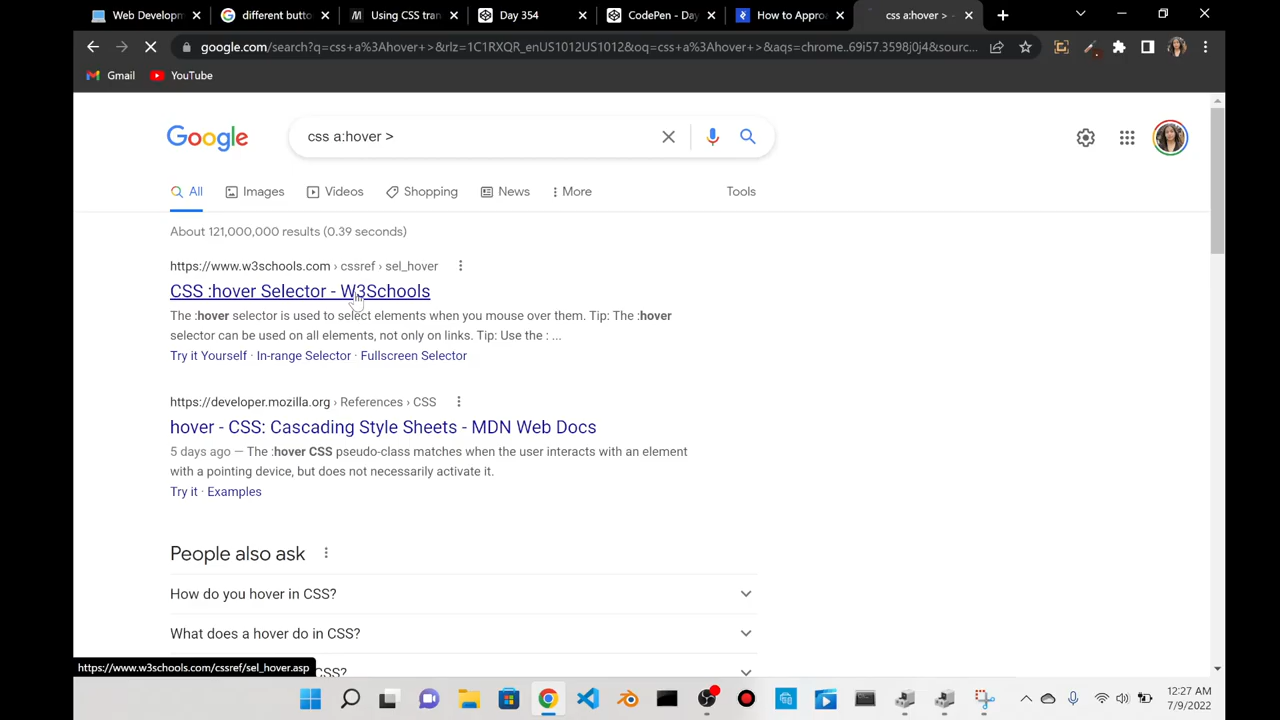 Web Developm
different butto
Using CSS tran
Day 354
CodePen - Day
How to Approa
css a:hover > -
google.com/search?q=css+a%3Ahover+>&rlz=1C1RXQR_enUS1012US1012&oq=css+a%3Ahover+>&aqs=chrome..69i57.3598j0j4&sourc...
Gmail
YouTube
Google
css a:hover >
All
Images
Videos
Shopping
News
More
Tools
About 121,000,000 results (0.39 seconds)
https://www.w3schools.com › cssref › sel_hover
CSS :hover Selector - W3Schools
The :hover selector is used to select elements when you mouse over them. Tip: The :hover
selector can be used on all elements, not only on links. Tip: Use the : ...
Try it Yourself · In-range Selector · Fullscreen Selector
https://developer.mozilla.org › References › CSS
hover - CSS: Cascading Style Sheets - MDN Web Docs
5 days ago — The :hover CSS pseudo-class matches when the user interacts with an element
with a pointing device, but does not necessarily activate it.
Try it · Examples
People also ask
How do you hover in CSS?
What does a hover do in CSS?
CSS?
https://www.w3schools.com/cssref/sel_hover.asp
12:27 AM
7/9/2022